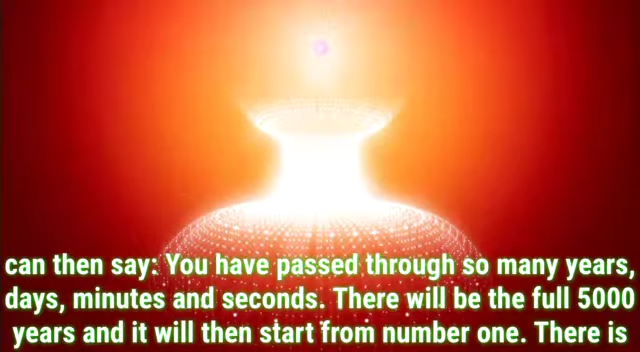 can then say: You have passed through so many years,
days, minutes and seconds. There will be the full 5000
years and it will then start from number one. There is